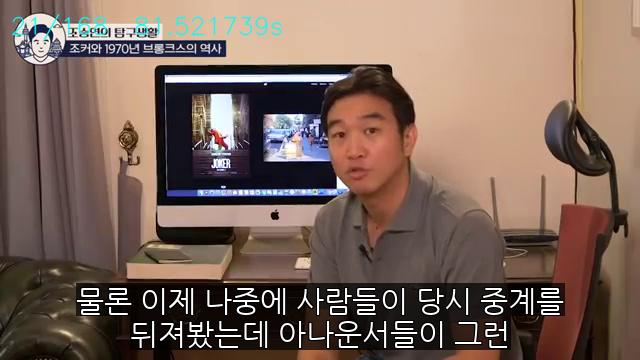 21/168 81.521739s
조승연의 탐구생활
조커와 1970년 브롱크스의 역사
JOKER
물론 이제 나중에 사람들이 당시 중계를
뒤져봤는데 아나운서들이 그런